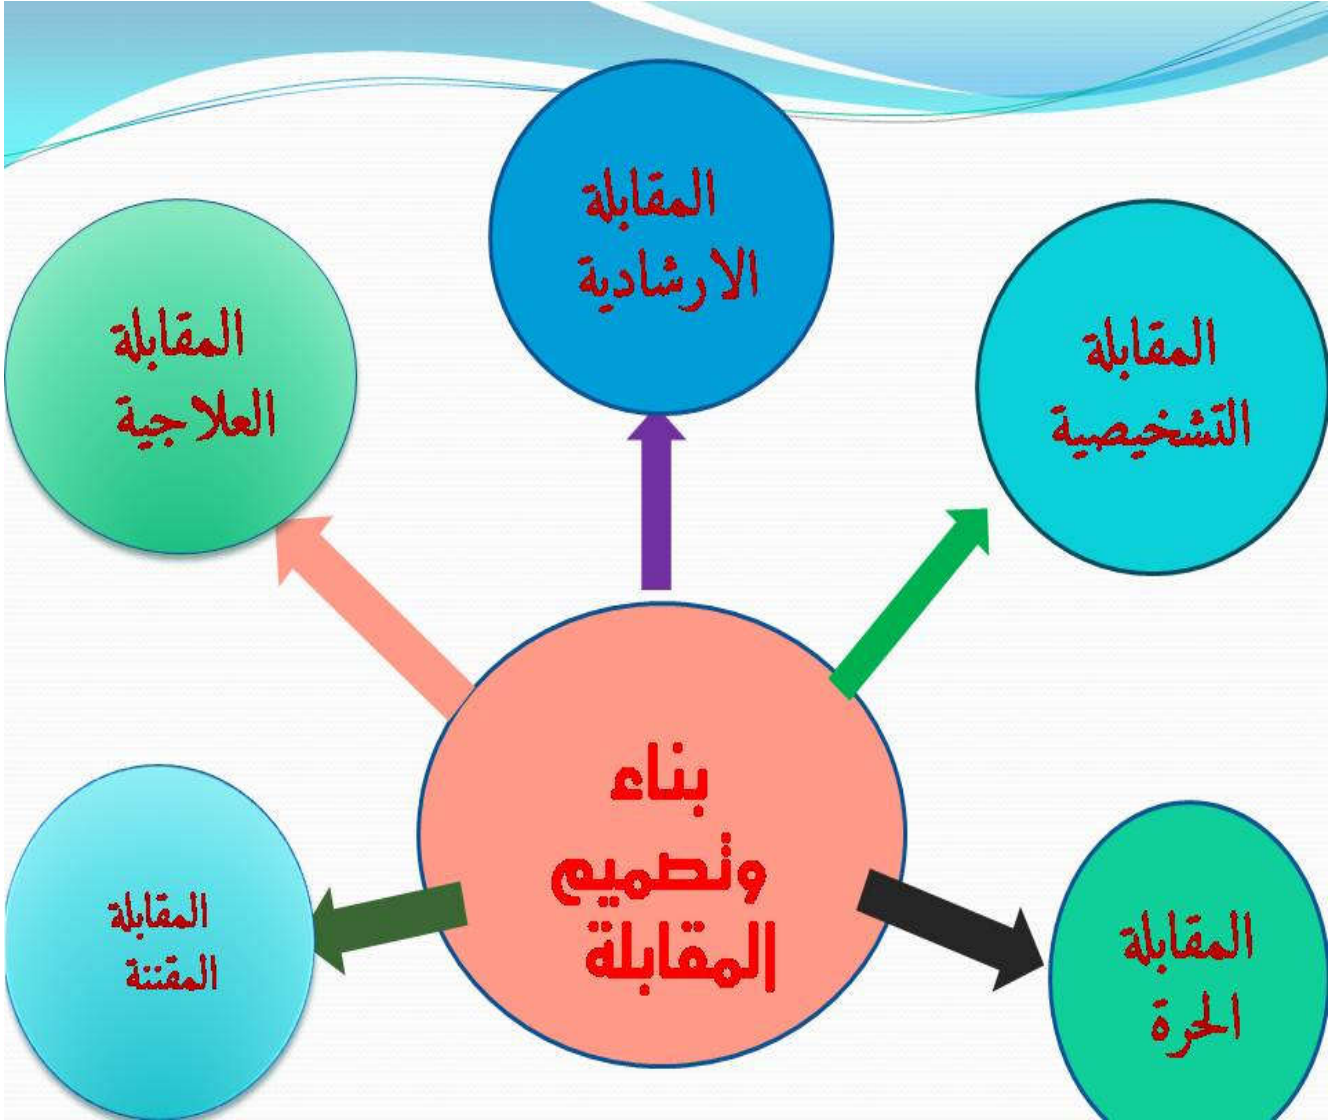 المقابلة
الارشادية
المقابلة
التشخيصية
المقابلة
العلاجية
بناء
وتصميم
المقابلة
المقابلة
الحرة
المقابلة
المقننة